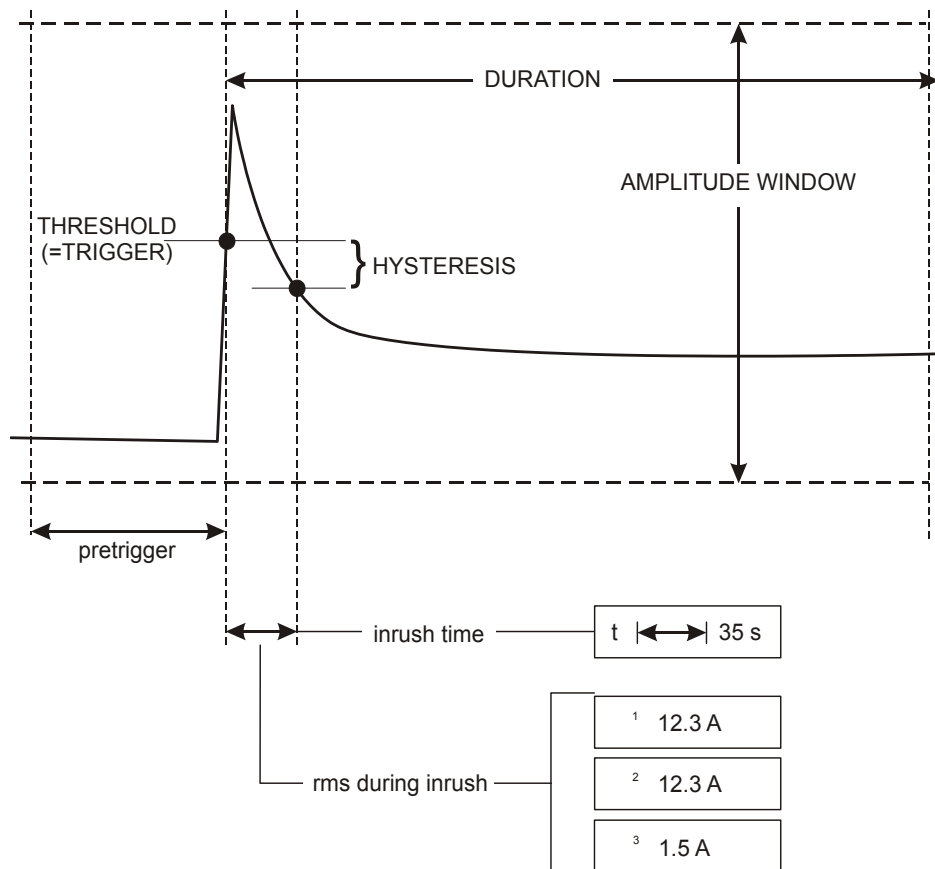 DURATION
AMPLITUDE WINDOW
THRESHOLD
(=TRIGGER)
} HYSTERESIS
pretrigger
inrush time
t 35 s
1 12.3 A
rms during inrush
2 12.3 A
3 1.5 A